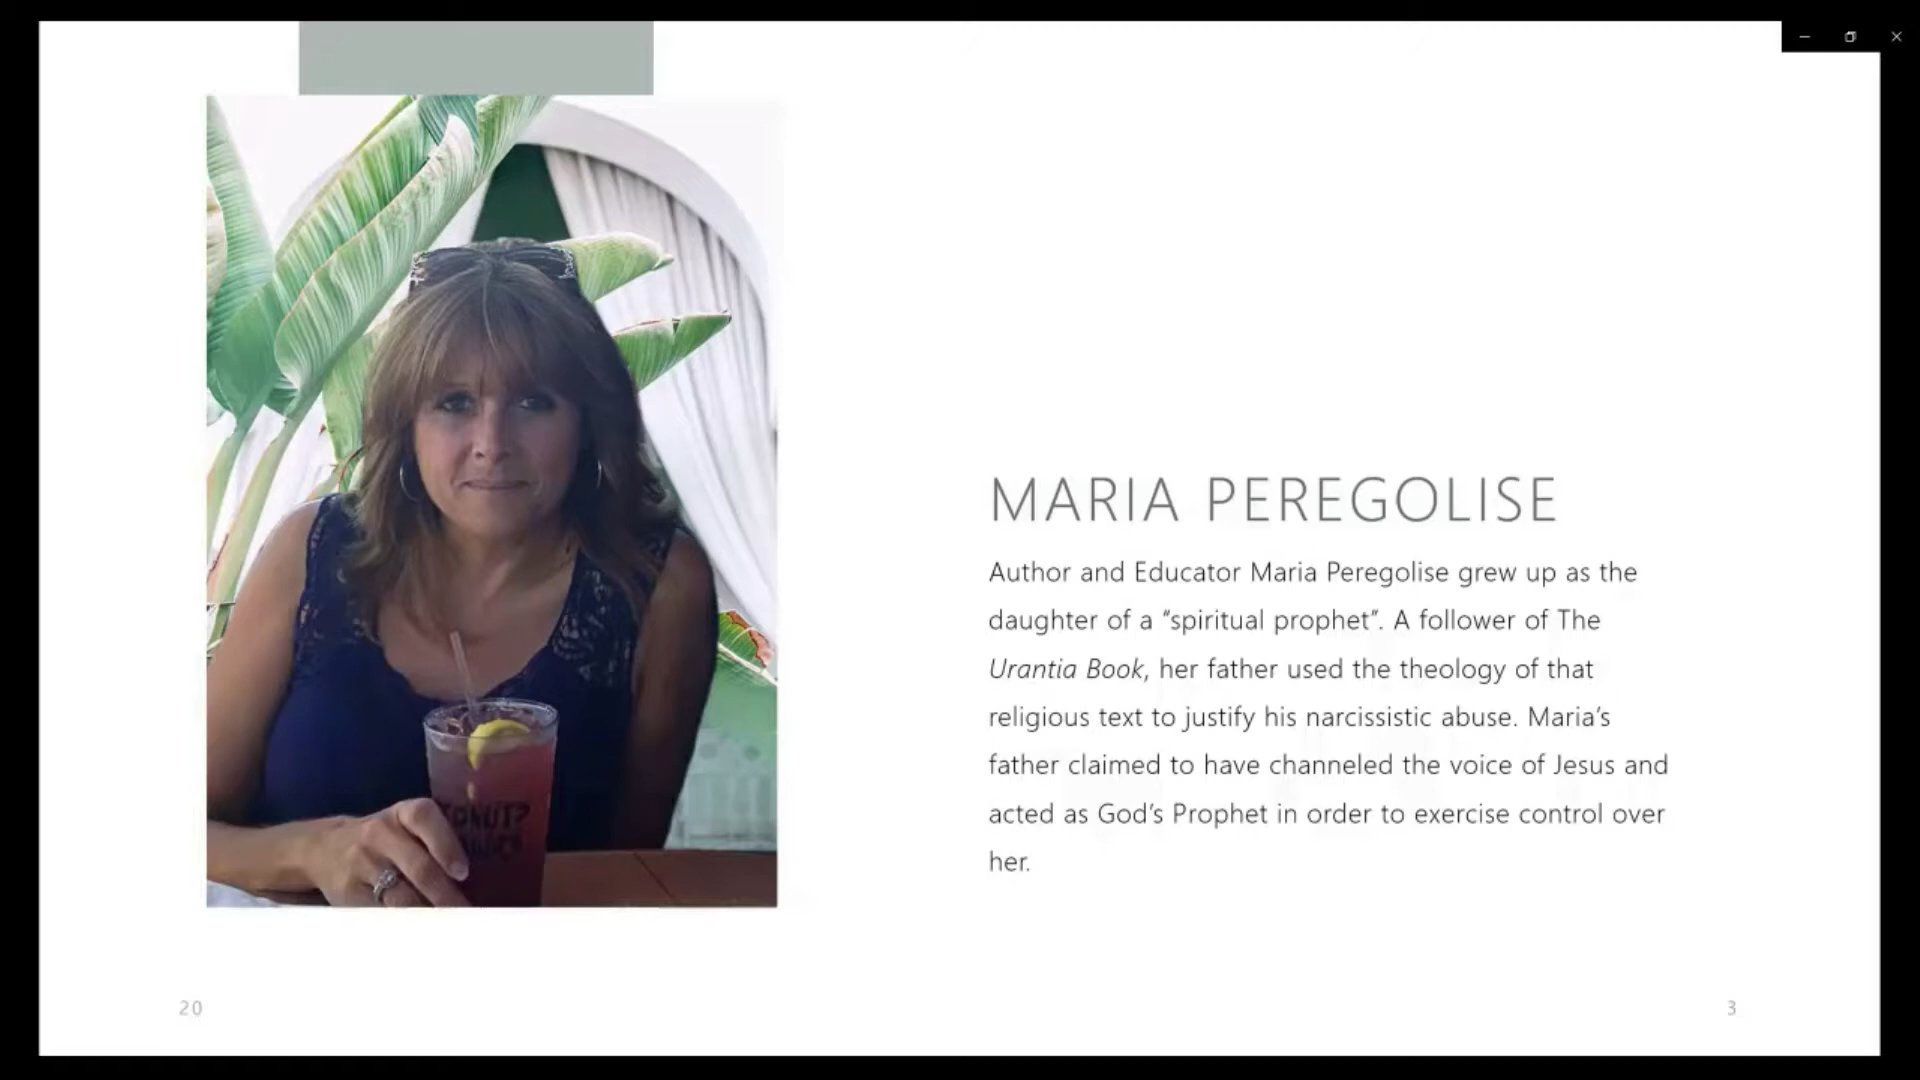 MARIA PEREGOLISE
Author and Educator Maria Peregolise grew up as the
daughter of a “spiritual prophet”. A follower of The
Urantia Book, her father used the theology of that
religious text to justify his narcissistic abuse. Maria’s
father claimed to have channeled the voice of Jesus and
acted as God’s Prophet in order to exercise control over
her.
20
3